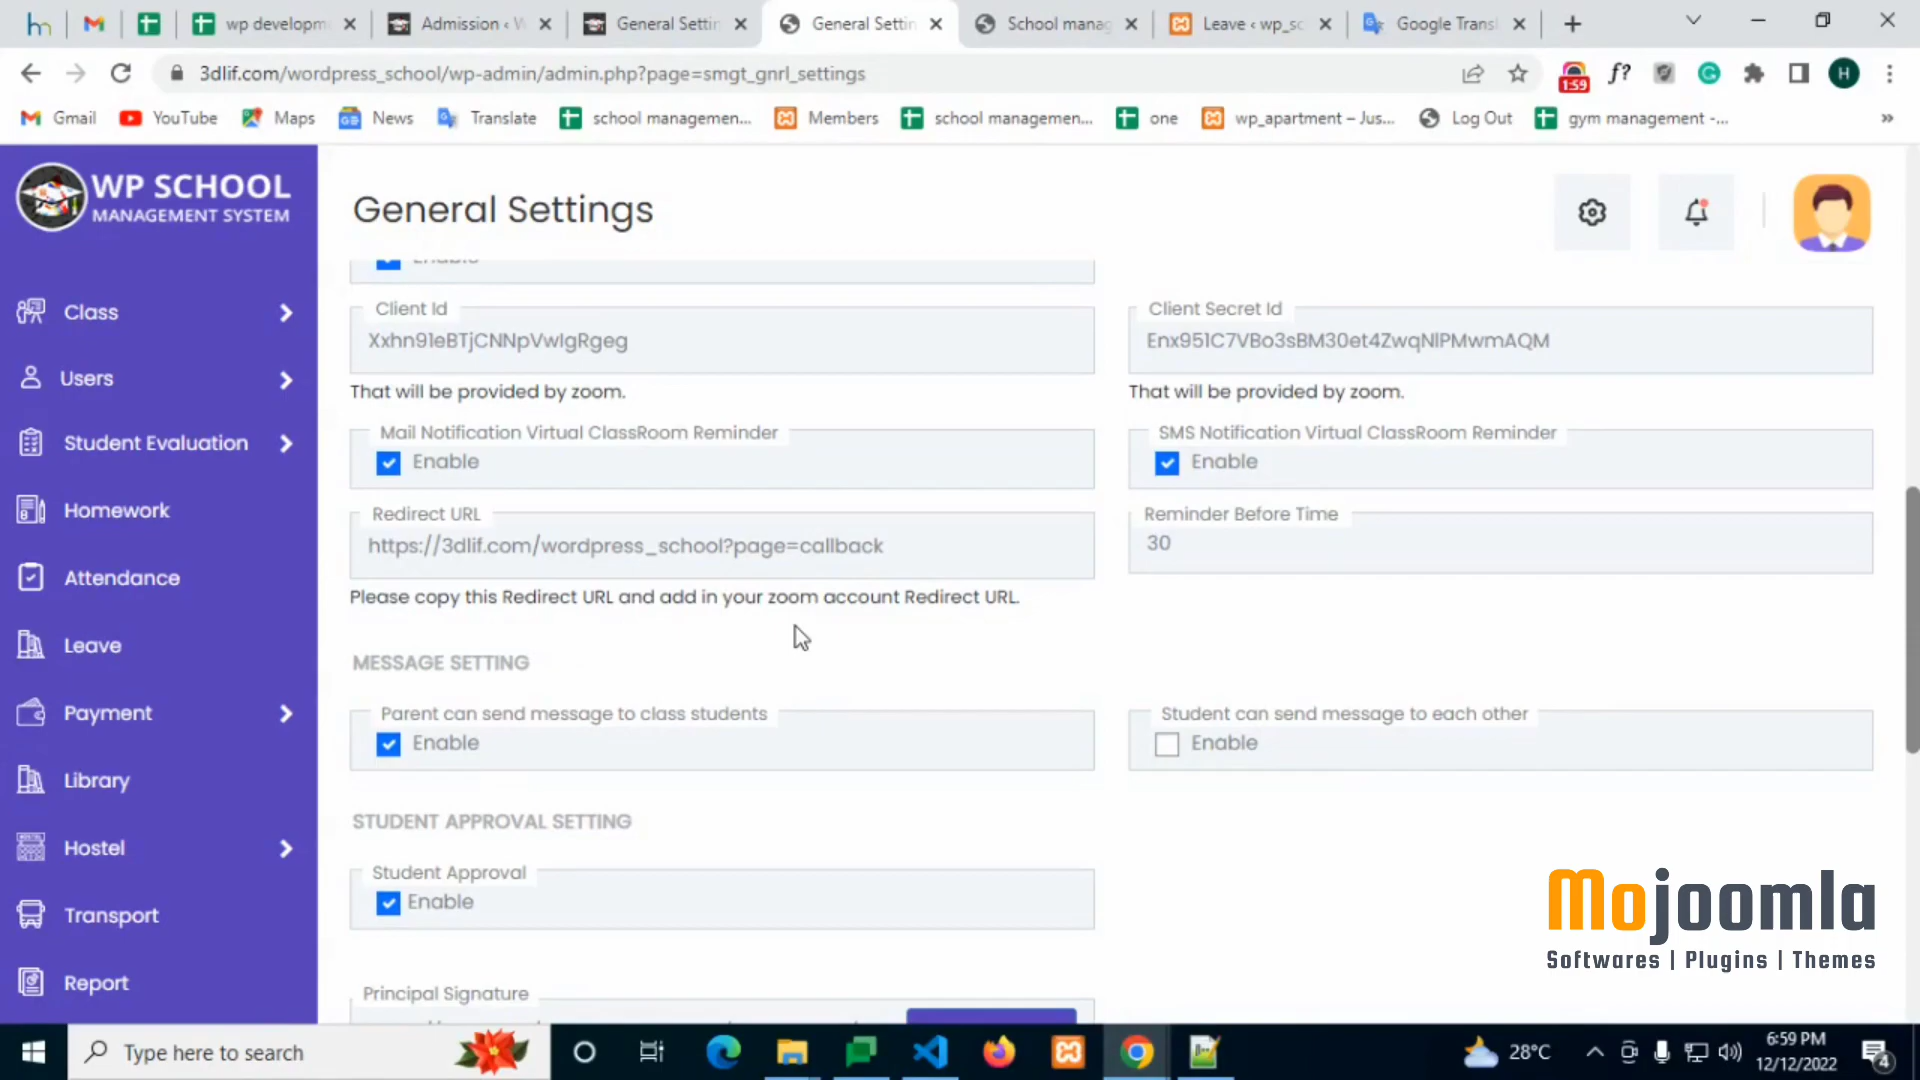 wp developm
Admission ‹ W
General Settin
General Settin
School manag
Leave ‹ wp_sc
Google Trans
3dlif.com/wordpress_school/wp-admin/admin.php?page=smgt_gnrl_settings
1:59
f?
H
Gmail
YouTube
Maps
News
Translate
school managemen...
Members
school managemen...
one
wp_apartment – Jus...
Log Out
gym management -...
»
WP SCHOOL
MANAGEMENT SYSTEM
General Settings
Class
Users
Student Evaluation
Homework
Attendance
Leave
Payment
Library
Hostel
Transport
Report
Enable
Client Id
Xxhn91eBTjCNNpVwIgRgeg
That will be provided by zoom.
Client Secret Id
Enx951C7VBo3sBM30et4ZwqNlPMwmAQM
That will be provided by zoom.
Mail Notification Virtual ClassRoom Reminder
Enable
SMS Notification Virtual ClassRoom Reminder
Enable
Redirect URL
https://3dlif.com/wordpress_school?page=callback
Please copy this Redirect URL and add in your zoom account Redirect URL.
Reminder Before Time
30
MESSAGE SETTING
Parent can send message to class students
Enable
Student can send message to each other
Enable
STUDENT APPROVAL SETTING
Student Approval
Enable
Principal Signature
Mojoomla
Softwares | Plugins | Themes
Type here to search
28°C
6:59 PM
12/12/2022
4